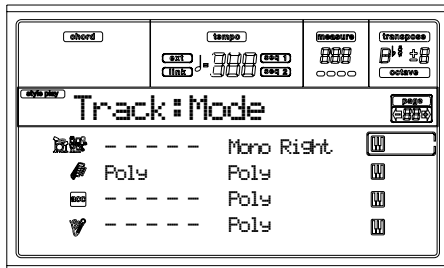 chord tempo measure transpose
ext ♩= seq 1
link seq 2
octave
style play Track:Mode page
- - - - - Mono Right
Poly Poly
ACC - - - - - Poly
- - - - - Poly